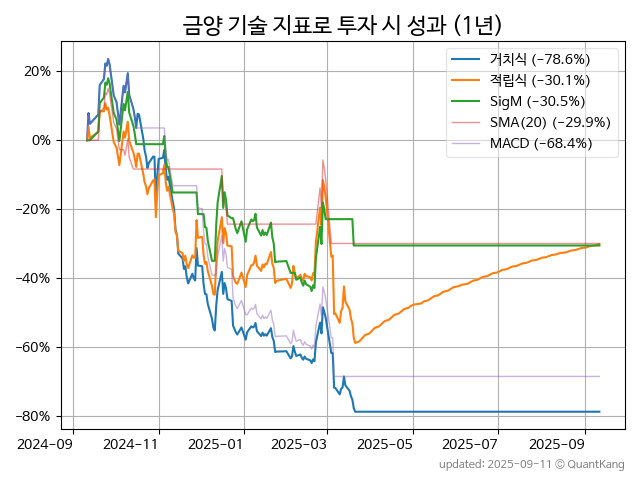 금양 기술 지표로 투자 시 성과 (1년)
거치식 (−78.6%)
적립식 (−30.1%)
SigM (−30.5%)
SMA(20) (−29.9%)
MACD (−68.4%)
20%
0%
−20%
−40%
−60%
−80%
2024−09 2024−11 2025−01 2025−03 2025−05 2025−07 2025−09
updated: 2025-09-11 © QuantKang